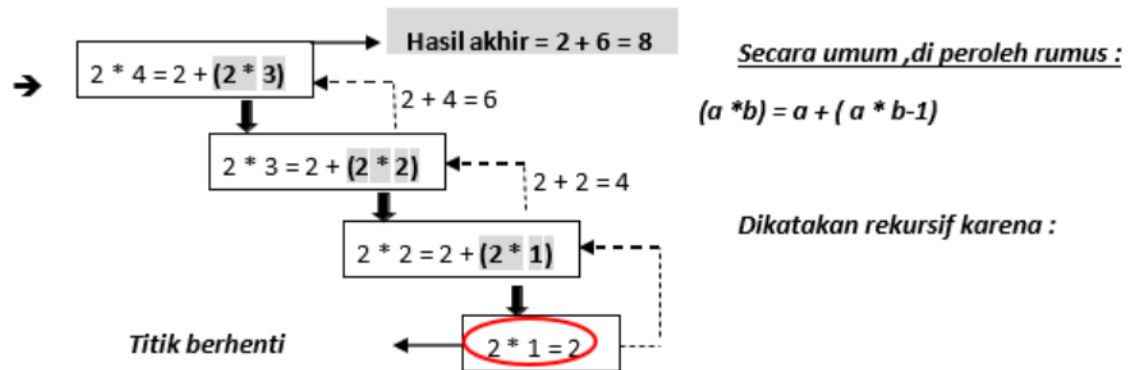 Hasil akhir = 2 + 6 = 8
➔ 2 * 4 = 2 + (2 * 3)
2 + 4 = 6
2 * 3 = 2 + (2 * 2)
2 + 2 = 4
2 * 2 = 2 + (2 * 1)
2 * 1 = 2
Titik berhenti
Secara umum ,di peroleh rumus :
(a *b) = a + ( a * b-1)
Dikatakan rekursif karena :